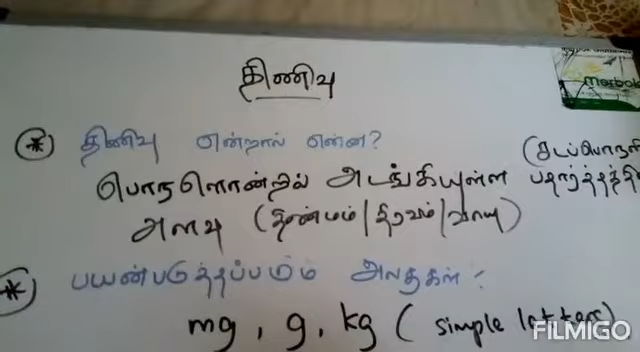 திணிவு
* திணிவு என்றால் என்ன?
(சடப்பொருளி
பொருளொன்றில் அடங்கியுள்ள பதார்த்தத்தி
அளவு (திண்மம்/திரவம்/வாயு)
* பயன்படுத்தப்படும் அலகுகள் :
mg, g, kg ( simple letters)
FILMIGO